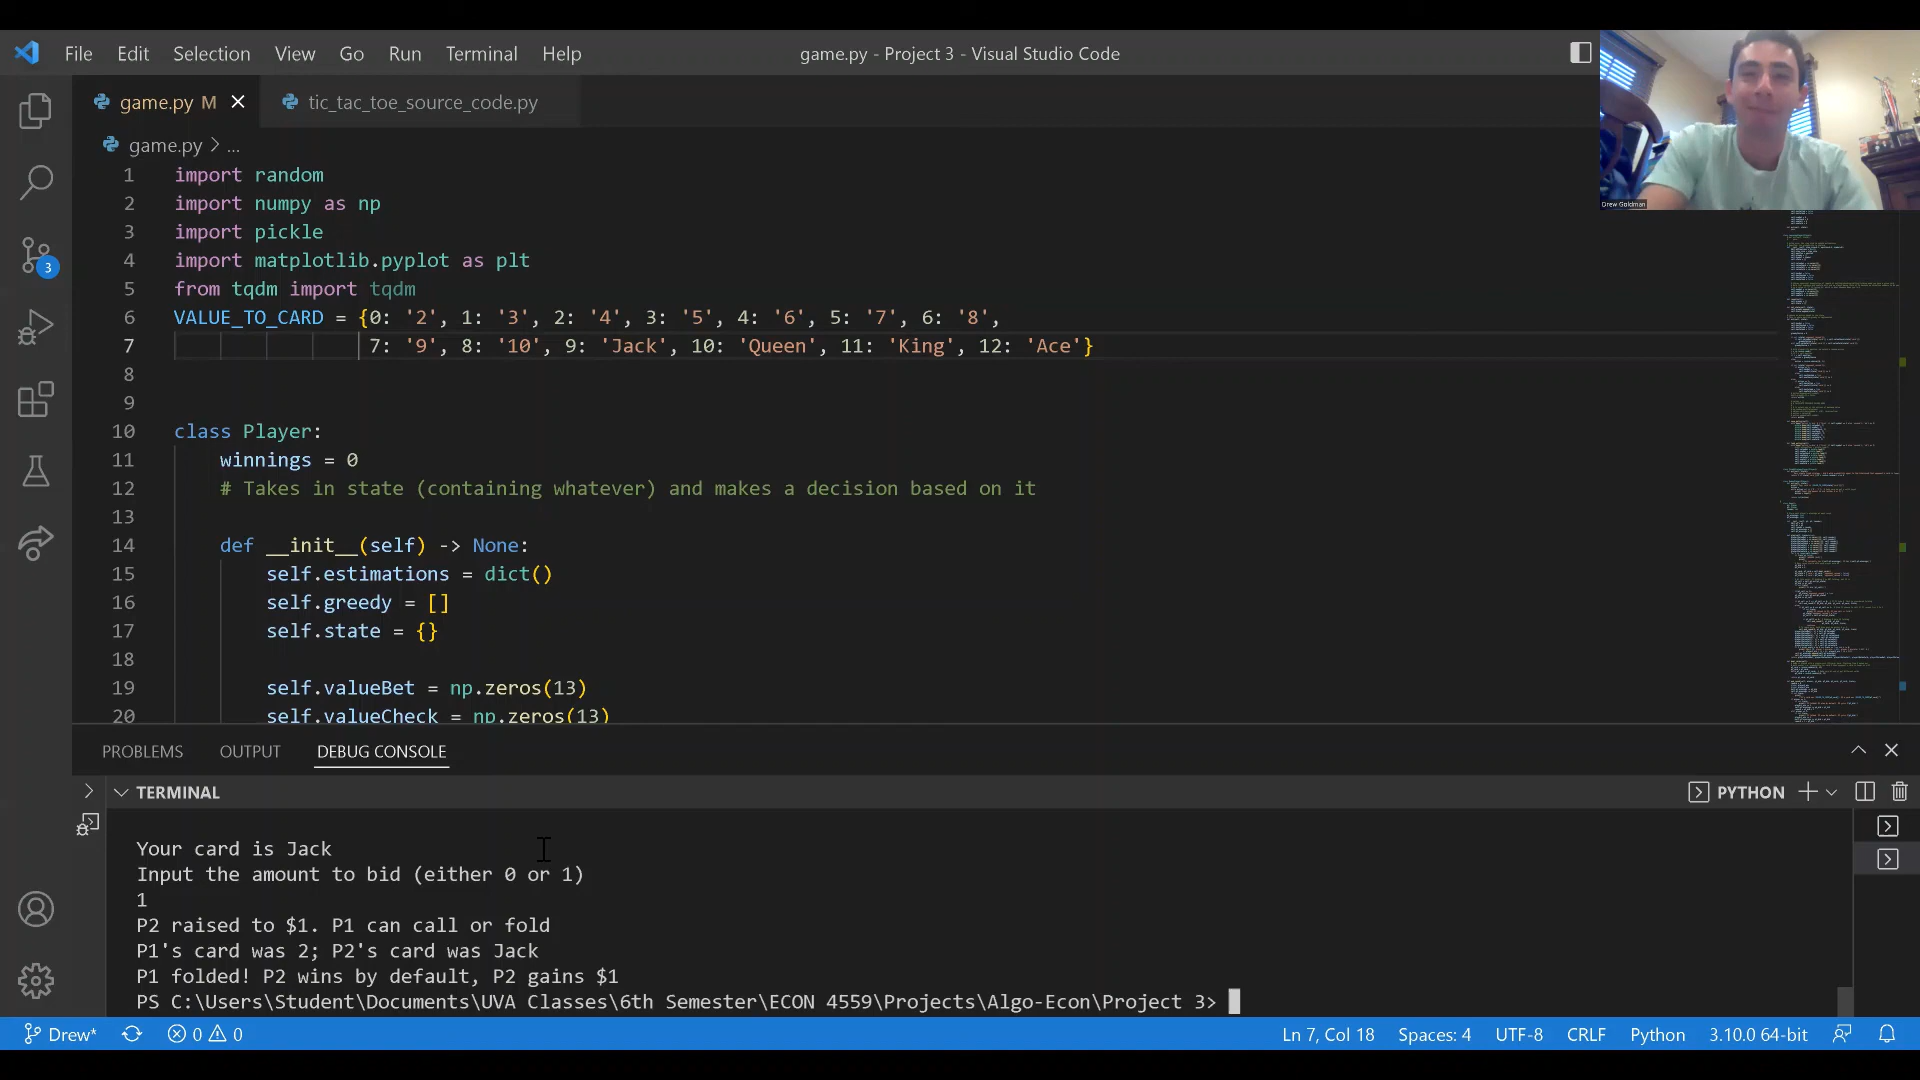 File Edit Selection View Go Run Terminal Help
game.py - Project 3 - Visual Studio Code
game.py M
tic_tac_toe_source_code.py
Drew Goldman
game.py > ...
1 import random
2 import numpy as np
3 import pickle
4 import matplotlib.pyplot as plt
5 from tqdm import tqdm
6 VALUE_TO_CARD = {0: '2', 1: '3', 2: '4', 3: '5', 4: '6', 5: '7', 6: '8',
7 7: '9', 8: '10', 9: 'Jack', 10: 'Queen', 11: 'King', 12: 'Ace'}
8
9
10 class Player:
11 winnings = 0
12 # Takes in state (containing whatever) and makes a decision based on it
13
14 def __init__(self) -> None:
15 self.estimations = dict()
16 self.greedy = []
17 self.state = {}
18
19 self.valueBet = np.zeros(13)
20 self.valueCheck = np.zeros(13)
3
PROBLEMS OUTPUT DEBUG CONSOLE
TERMINAL
PYTHON
Your card is Jack
Input the amount to bid (either 0 or 1)
1
P2 raised to $1. P1 can call or fold
P1's card was 2; P2's card was Jack
P1 folded! P2 wins by default, P2 gains $1
PS C:\Users\Student\Documents\UVA Classes\6th Semester\ECON 4559\Projects\Algo-Econ\Project 3>
Drew* 0 0 Ln 7, Col 18 Spaces: 4 UTF-8 CRLF Python 3.10.0 64-bit